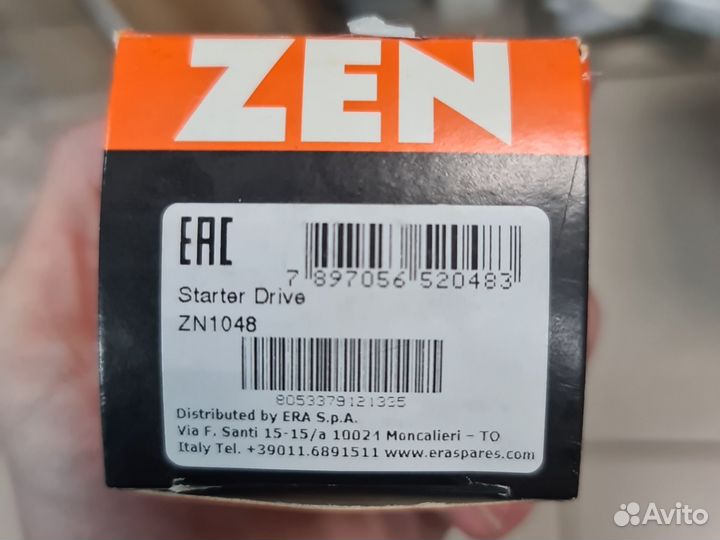 ZEN
EAC
7 897056 520483
Starter Drive
ZN1048
8053379121335
Distributed by ERA S.p.A.
Via F. Santi 15-15/a 10024 Moncalieri - TO
Italy Tel. +39011.6891511 www.eraspares.com
Avito